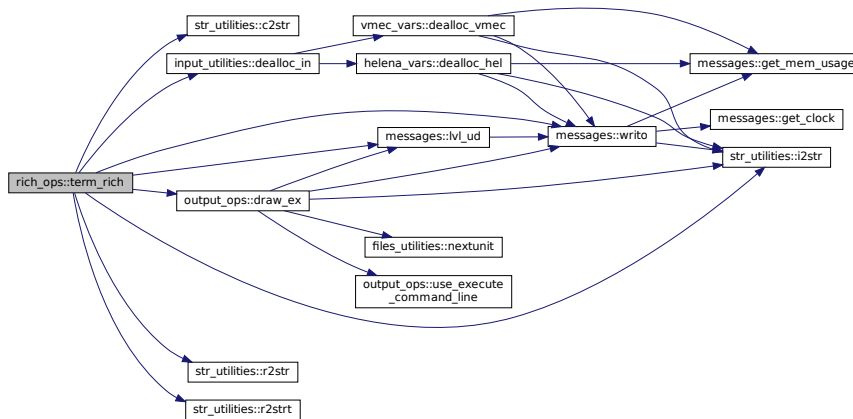 str_utilities::c2str
vmec_vars::dealloc_vmec
input_utilities::dealloc_in
helena_vars::dealloc_hel
messages::get_mem_usage
messages::get_clock
messages::lvl_ud
messages::writo
str_utilities::i2str
rich_ops::term_rich
output_ops::draw_ex
files_utilities::nextunit
output_ops::use_execute
_command_line
str_utilities::r2str
str_utilities::r2strt